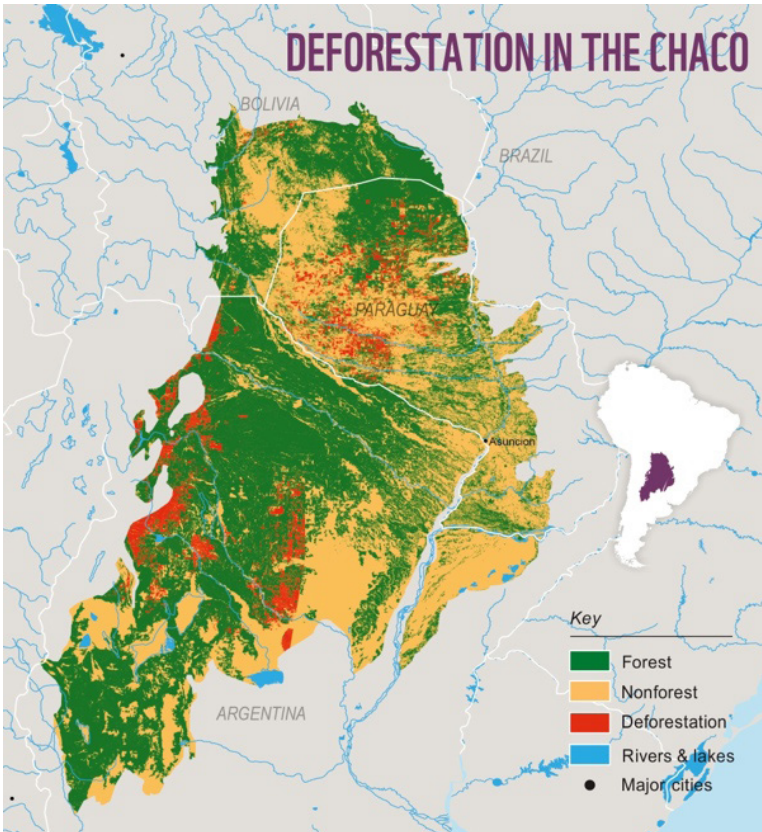 DEFORESTATION IN THE CHACO
BOLIVIA
BRAZIL
PARAGUAY
Asuncion
ARGENTINA
Key
Forest
Nonforest
Deforestation
Rivers & lakes
Major cities